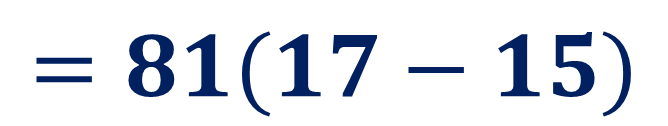 = 81(17 − 15)